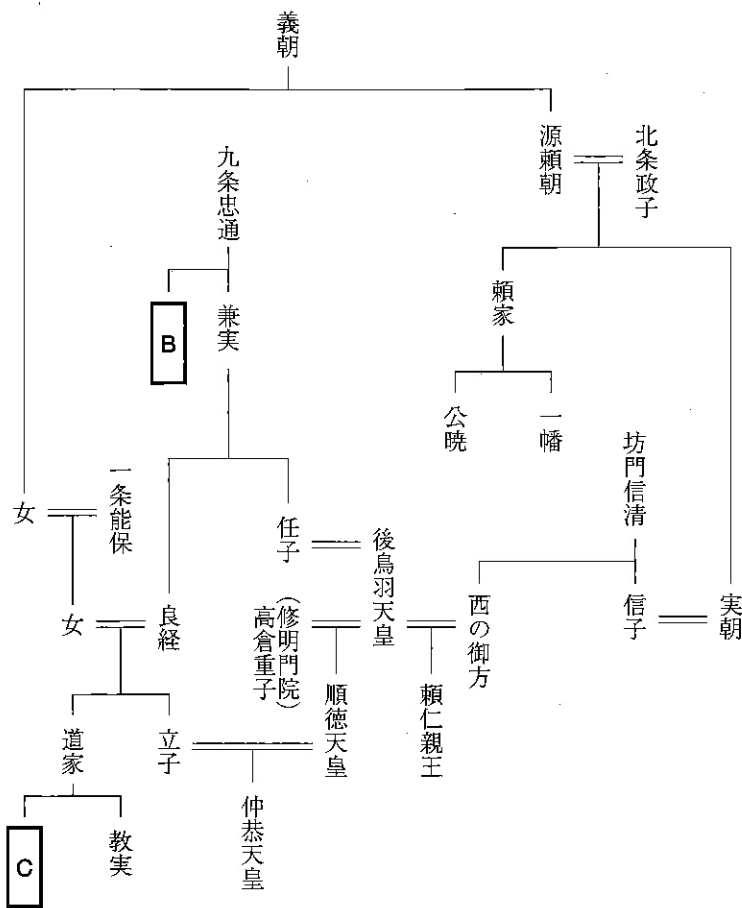 義朝
北条政子
源頼朝
九条忠通
頼家
兼実
B
一幡
公暁
坊門信清
一条能保
女
実朝
信子
西の御方
後鳥羽天皇
任子
(修明門院)
高倉重子
良経
女
頼仁親王
順徳天皇
立子
道家
仲恭天皇
教実
C